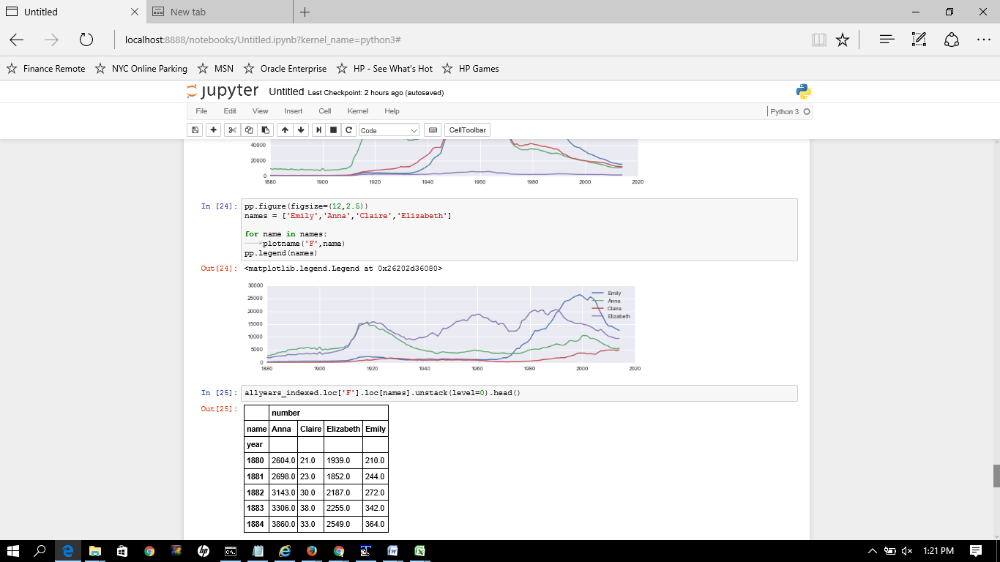 Untitled New tab
localhost:8888/notebooks/Untitled.ipynb?kernel_name=python3#
Finance Remote NYC Online Parking MSN Oracle Enterprise HP - See What's Hot HP Games
jupyter Untitled Last Checkpoint: 2 hours ago (autosaved)
File Edit View Insert Cell Kernel Help Python 3
Code CellToolbar
40000
20000
0
1880 1900 1920 1940 1960 1980 2000 2020
In [24]: pp.figure(figsize=(12,2.5))
names = ['Emily','Anna','Claire','Elizabeth']
for name in names:
plotname('F',name)
pp.legend(names)
Out[24]: <matplotlib.legend.Legend at 0x26202d36080>
30000
25000
20000
15000
10000
5000
0
1880 1900 1920 1940 1960 1980 2000 2020
Emily
Anna
Claire
Elizabeth
In [25]: allyears_indexed.loc['F'].loc[names].unstack(level=0).head()
Out[25]:
number
name Anna Claire Elizabeth Emily
year
1880 2604.0 21.0 1939.0 210.0
1881 2698.0 23.0 1852.0 244.0
1882 3143.0 30.0 2187.0 272.0
1883 3306.0 38.0 2255.0 342.0
1884 3860.0 33.0 2549.0 364.0
1:21 PM